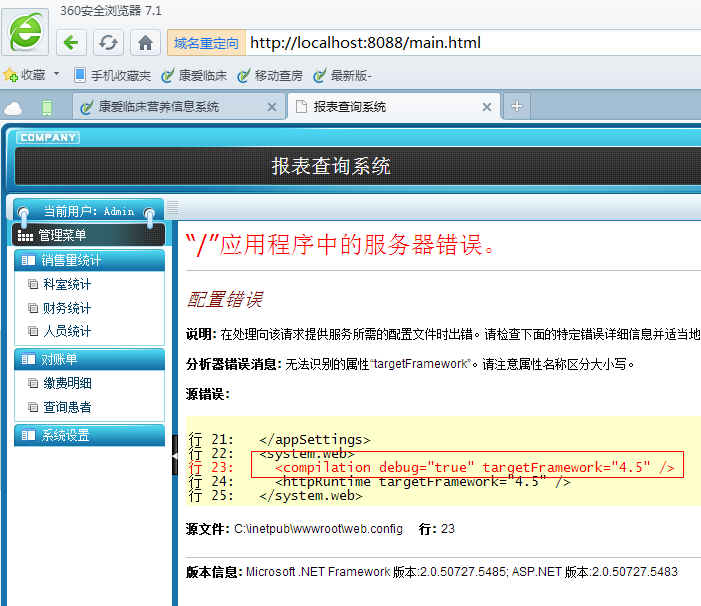 360安全浏览器 7.1
域名重定向 http://localhost:8088/main.html
收藏 手机收藏夹 康爱临床 移动查房 最新版-
康爱临床营养信息系统 报表查询系统
COMPANY
报表查询系统
当前用户: Admin
管理菜单
销售量统计
科室统计
财务统计
人员统计
对账单
缴费明细
查询患者
系统设置
“/”应用程序中的服务器错误。
配置错误
说明: 在处理向该请求提供服务所需的配置文件时出错。请检查下面的特定错误详细信息并适当地
分析器错误消息: 无法识别的属性“targetFramework”。请注意属性名称区分大小写。
源错误:
行 21: </appSettings>
行 22: <system.web>
行 23: <compilation debug="true" targetFramework="4.5" />
行 24: <httpRuntime targetFramework="4.5" />
行 25: </system.web>
源文件: C:\inetpub\wwwroot\web.config 行: 23
版本信息: Microsoft .NET Framework 版本:2.0.50727.5485; ASP.NET 版本:2.0.50727.5483